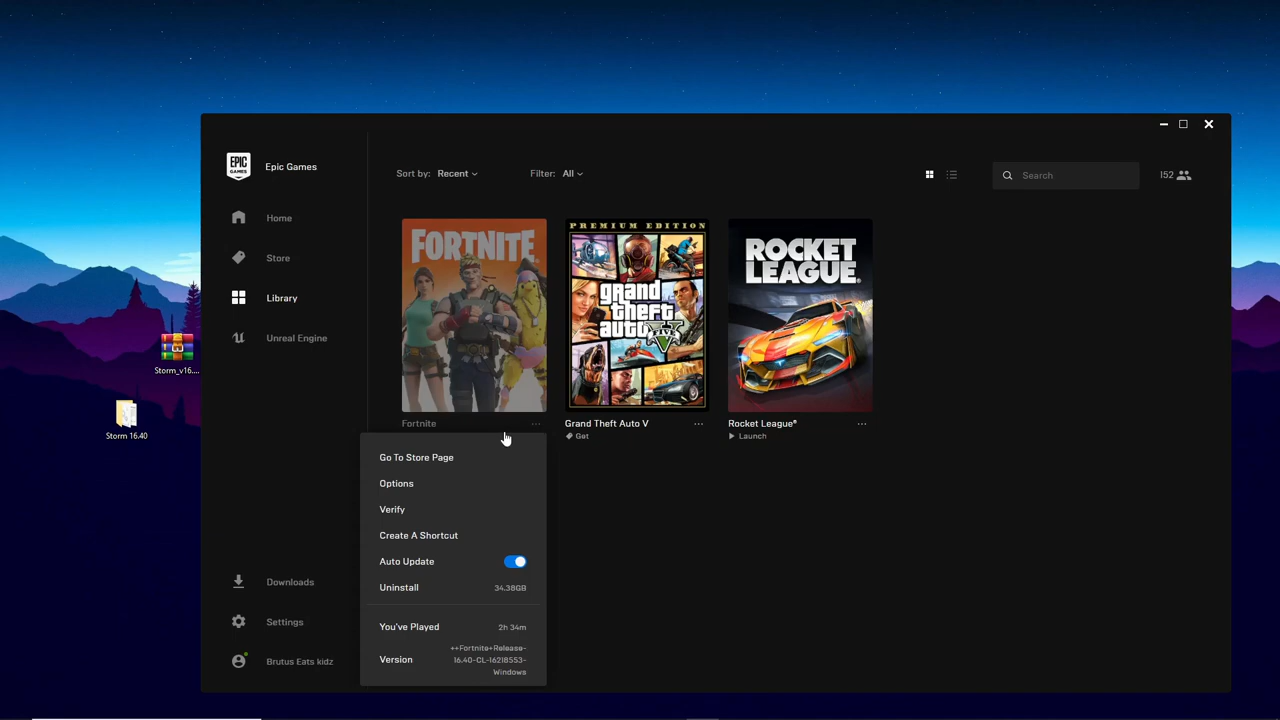 EPIC
GAMES
Epic Games
Home
Store
Library
Unreal Engine
Downloads
Settings
Brutus Eats kidz
Sort by: Recent
Filter: All
Search
152
FORTNITE
PREMIUM EDITION
grand
theft
auto
FIVE
ROCKET
LEAGUE
Fortnite
Grand Theft Auto V
Get
Rocket League®
Launch
Storm_v16....
Storm 16.40
Go To Store Page
Options
Verify
Create A Shortcut
Auto Update
Uninstall 34.38GB
You've Played 2h 34m
Version ++Fortnite+Release-
16.40-CL-16218553-
Windows